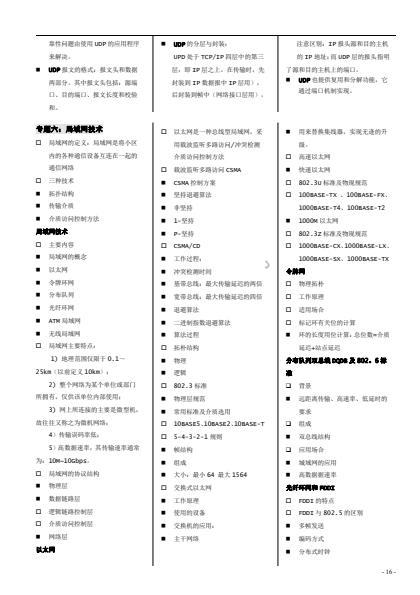 靠性问题由使用 UDP 的应用程序
来解决。
■ UDP 报文的格式：报文头和数据
两部分。其中报文头包括：源端
口、目的端口、报文长度和校验
和。
■ UDP 的分层与封装：
UPD 处于 TCP/IP 四层中的第三
层，即 IP 层之上。在传输时，先
封装到 IP 数据报中 IP 层用），
后封装到帧中（网络接口层用）。
注意区别：IP 报头源和目的主机
的 IP 地址；而 UDP 层的报头指明
了源和目的主机上的端口。
■ UDP 也提供复用和分解功能。它
通过端口机制实现。
专题六：局域网技术
□ 局域网的定义：局域网是将小区
内的各种通信设备互连在一起的
通信网络
□ 三种技术
■ 拓扑结构
■ 传输介质
■ 介质访问控制方法
局域网技术
□ 主要内容
■ 局域网的概念
■ 以太网
■ 令牌环网
■ 分布队列
■ 光纤环网
■ ATM 局域网
■ 无线局域网
□ 局域网主要特点：
1) 地理范围仅限于 0.1～
25km（以前定义10km）；
2) 整个网络为某个单位或部门
所拥有，仅供该单位内部使用；
3) 网上所连接的主要是微型机，
故往往又称之为微机网络。
4）传输误码率低；
5）高数据速率，其传输速率通常
为：10M~10Gbps。
□ 局域网的协议结构
■ 物理层
■ 数据链路层
□ 逻辑链路控制层
□ 介质访问控制层
■ 网络层
以太网
□ 以太网是一种总线型局域网，采
用载波监听多路访问/冲突检测
介质访问控制方法
□ 载波监听多路访问 CSMA
■ CSMA 控制方案
■ 坚持退避算法
■ 非坚持
■ 1-坚持
■ P-坚持
□ CSMA/CD
■ 工作过程：
■ 冲突检测时间
■ 基带总线：最大传输延迟的两倍
■ 宽带总线：最大传输延迟的四倍
■ 退避算法
■ 二进制指数退避算法
■ 算法过程
□ 拓扑结构
■ 物理
■ 逻辑
□ 802.3 标准
■ 物理层规范
■ 常用标准及介质选用
■ 10BASE5.10BASE2.10BASE-T
■ 5-4-3-2-1 规则
■ 帧结构
■ 组成
■ 大小：最小 64 最大 1564
□ 交换式以太网
■ 工作原理
■ 使用的设备
■ 交换机的应用：
■ 主干网络
■ 用来替换集线器，实现无迹的升
级。
□ 高速以太网
■ 快速以太网
□ 802.3U 标准及物现规范
□ 100BASE-TX 、100BASE-FX、
1000BASE-T4、100BASE-T2
■ 1000M 以太网
□ 802.3z 标准及物现规范
□ 1000BASE-CX.1000BASE-LX.
1000BASE-SX、1000BASE-TX
令牌网
□ 物理拓朴
□ 工作原理
□ 适用场合
□ 标记环有关位的计算
■ 环的长度用位计算：总位数=介质
延迟+站点延迟
分布队列双总线 DQDB 及 802．6 标
准
□ 背景
■ 远距离传输、高速率、低延时的
要求
□ 组成
■ 双总线结构
□ 应用场合
■ 城域网的应用
■ 高数据据速率
光纤环网和 FDDI
□ FDDI 的特点
□ FDDI 与 802.5 的区别
■ 多帧发送
■ 编码方式
■ 分布式时钟
- 16 -